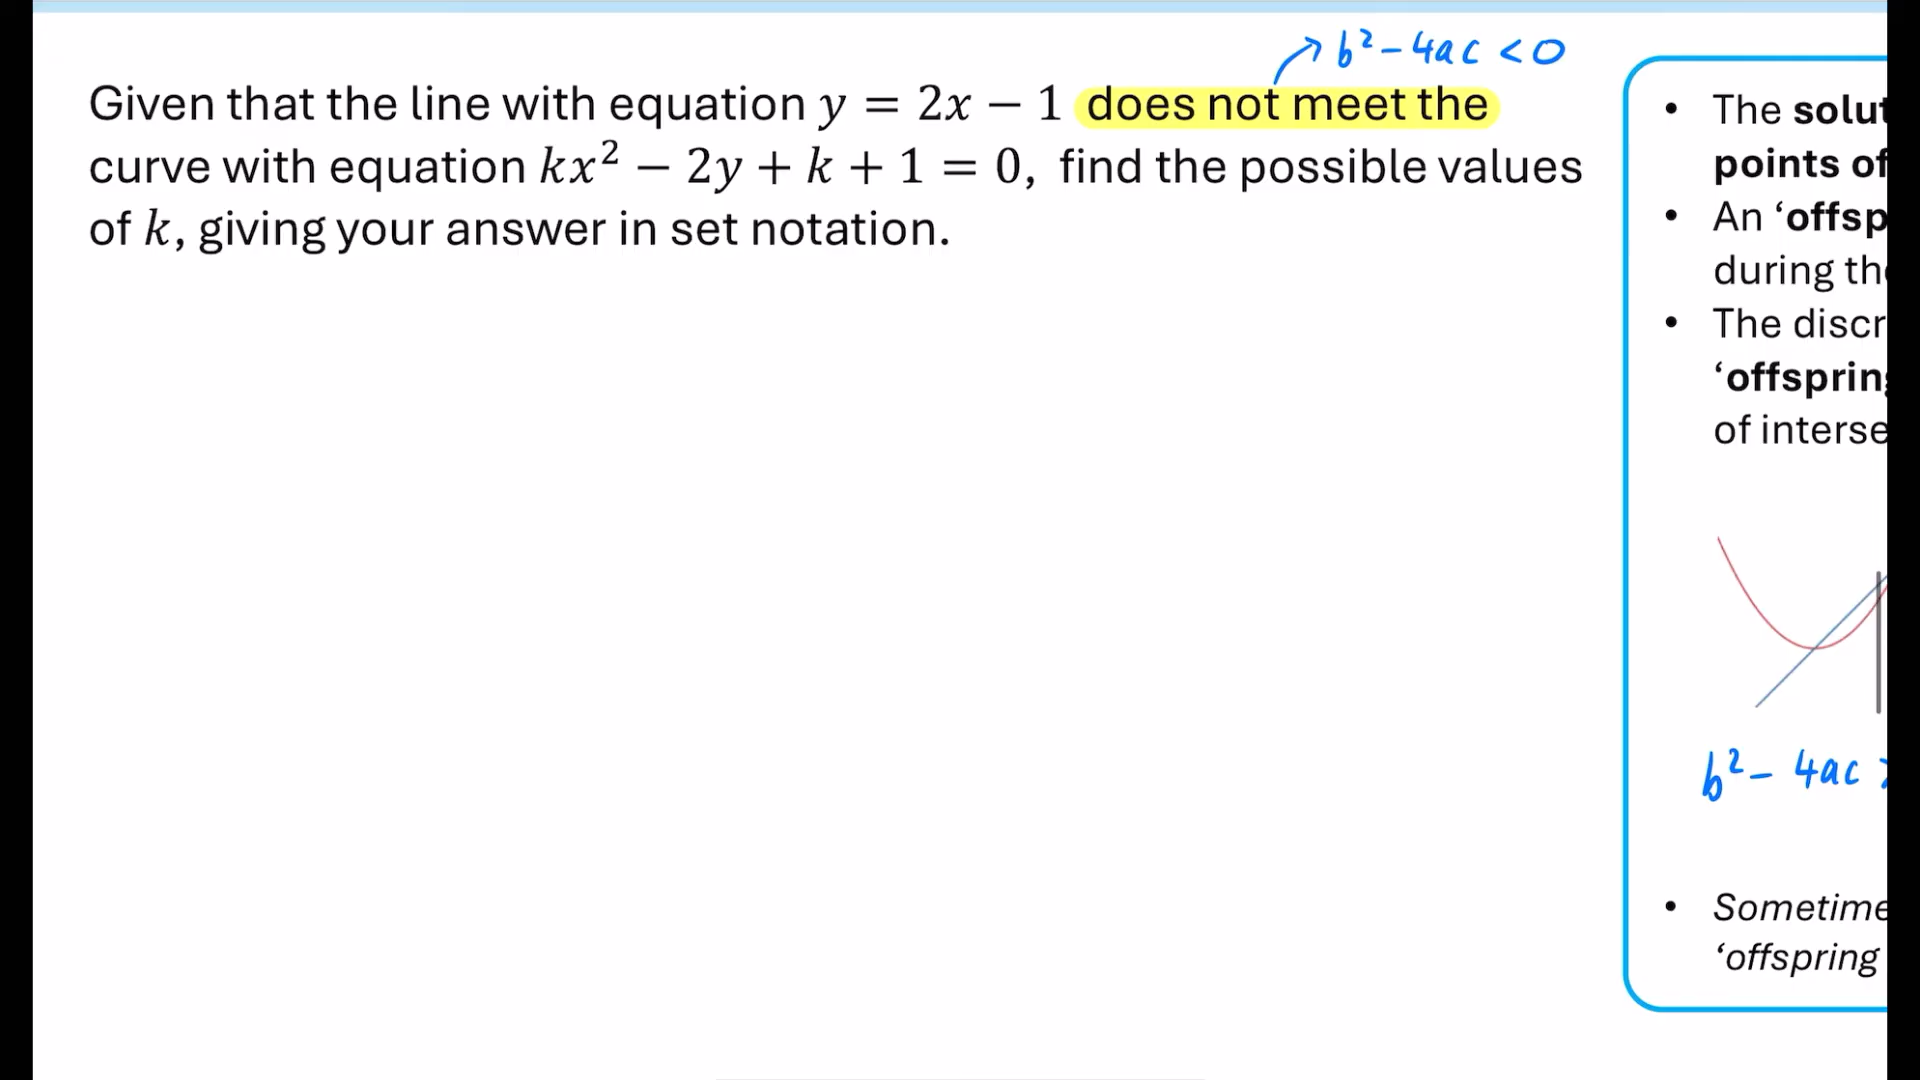 b² − 4ac < 0
Given that the line with equation y = 2x − 1 does not meet the
curve with equation kx² − 2y + k + 1 = 0, find the possible values
of k, giving your answer in set notation.
• The solut
points of
• An ‘offsp
during the
• The discr
‘offspring
of interse
b² − 4ac >
• Sometime
‘offspring